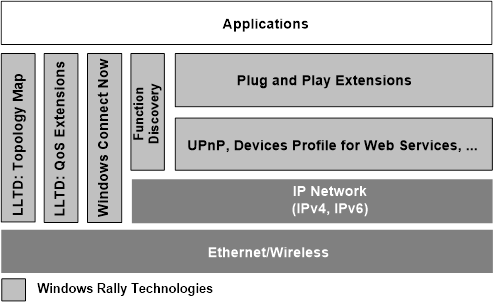 Applications
LLTD: Topology Map
LLTD: QoS Extensions
Windows Connect Now
Function
Discovery
Plug and Play Extensions
UPnP, Devices Profile for Web Services, ...
IP Network
(IPv4, IPv6)
Ethernet/Wireless
Windows Rally Technologies